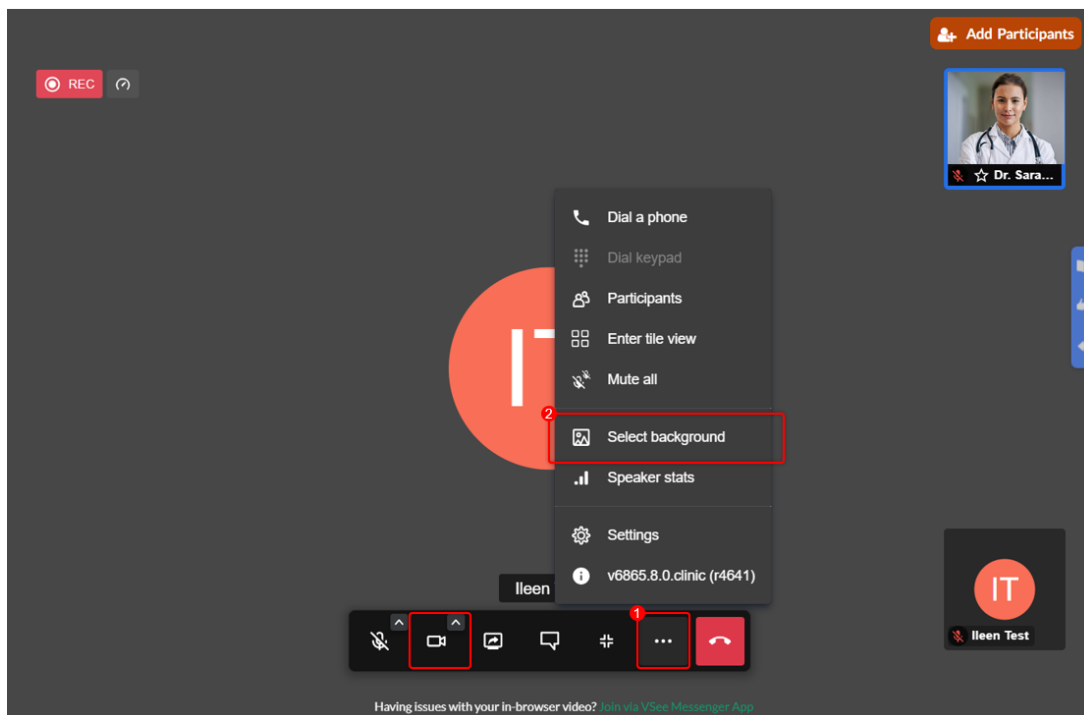 Add Participants
REC
Dr. Sara...
Dial a phone
Dial keypad
Participants
Enter tile view
Mute all
IT
2
Select background
Speaker stats
Settings
v6865.8.0.clinic (r4641)
Ileen
1
IT
Ileen Test
Having issues with your in-browser video? Join via VSee Messenger App